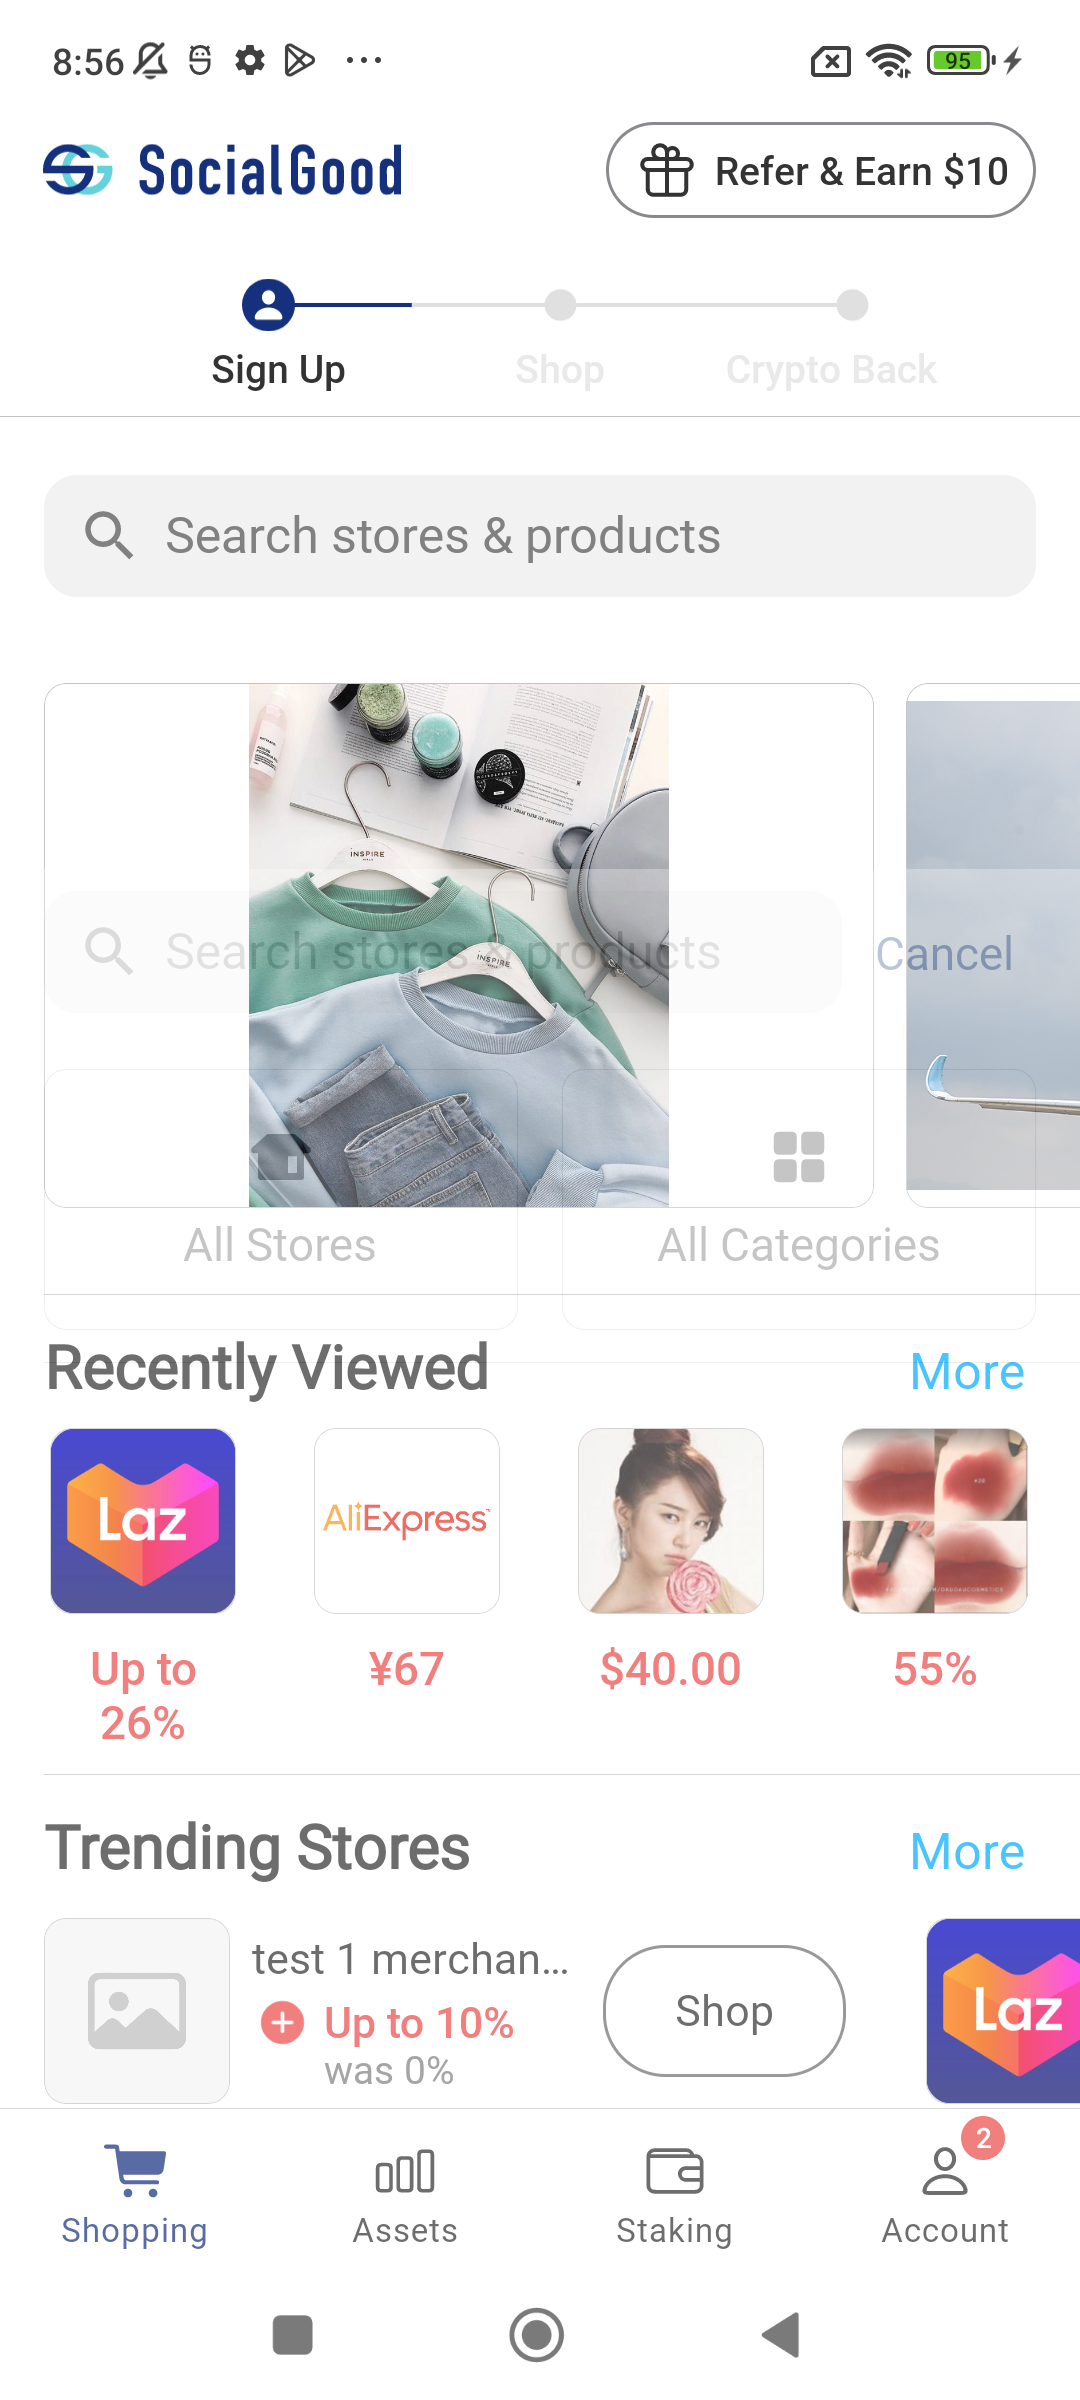 8:56
95
SocialGood
Refer & Earn $10
Sign Up
Shop
Crypto Back
Search stores & products
INSPIRE
Search stores & products
Cancel
INSPIRE
All Stores
All Categories
Recently Viewed
More
Laz
AliExpress
Up to
26%
¥67
$40.00
55%
Trending Stores
More
test 1 merchan...
Up to 10%
was 0%
Shop
Laz
2
Shopping
Assets
Staking
Account